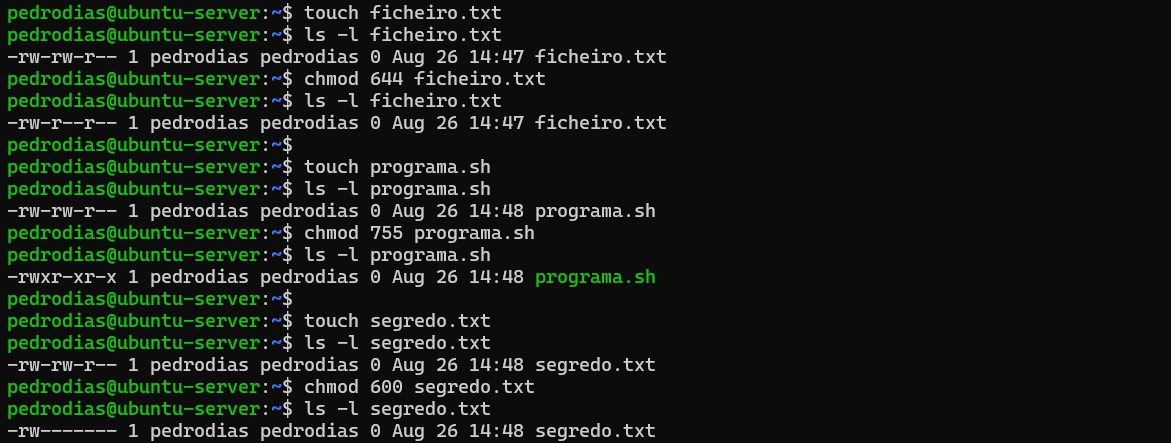 pedrodias@ubuntu-server:~$ touch ficheiro.txt
pedrodias@ubuntu-server:~$ ls -l ficheiro.txt
-rw-rw-r-- 1 pedrodias pedrodias 0 Aug 26 14:47 ficheiro.txt
pedrodias@ubuntu-server:~$ chmod 644 ficheiro.txt
pedrodias@ubuntu-server:~$ ls -l ficheiro.txt
-rw-r--r-- 1 pedrodias pedrodias 0 Aug 26 14:47 ficheiro.txt
pedrodias@ubuntu-server:~$
pedrodias@ubuntu-server:~$ touch programa.sh
pedrodias@ubuntu-server:~$ ls -l programa.sh
-rw-rw-r-- 1 pedrodias pedrodias 0 Aug 26 14:48 programa.sh
pedrodias@ubuntu-server:~$ chmod 755 programa.sh
pedrodias@ubuntu-server:~$ ls -l programa.sh
-rwxr-xr-x 1 pedrodias pedrodias 0 Aug 26 14:48 programa.sh
pedrodias@ubuntu-server:~$
pedrodias@ubuntu-server:~$ touch segredo.txt
pedrodias@ubuntu-server:~$ ls -l segredo.txt
-rw-rw-r-- 1 pedrodias pedrodias 0 Aug 26 14:48 segredo.txt
pedrodias@ubuntu-server:~$ chmod 600 segredo.txt
pedrodias@ubuntu-server:~$ ls -l segredo.txt
-rw------- 1 pedrodias pedrodias 0 Aug 26 14:48 segredo.txt